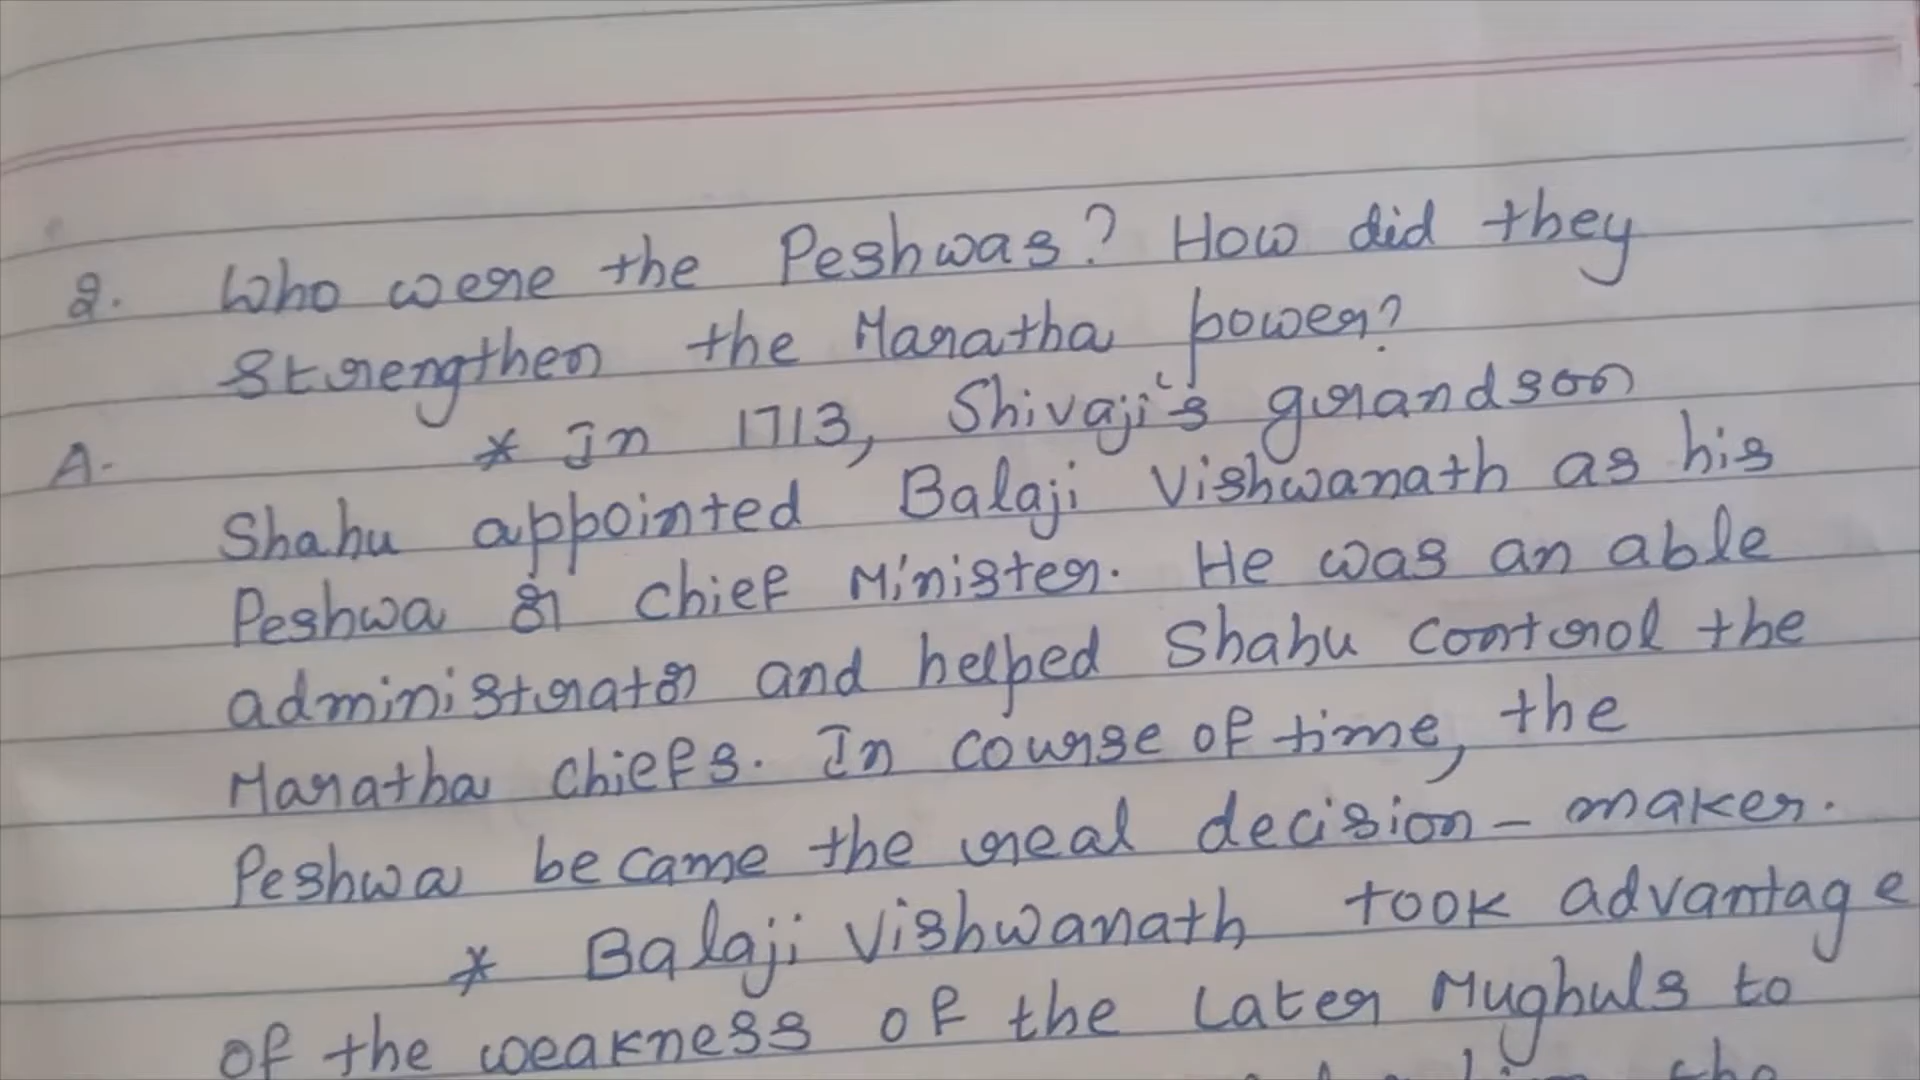 2. Who were the Peshwas? How did they
Strengthen the Maratha power?
A. * In 1713, Shivaji's grandson
Shahu appointed Balaji Vishwanath as his
Peshwa or chief Minister. He was an able
administrator and helped Shahu control the
Maratha chiefs. In course of time, the
Peshwa became the real decision-maker.
* Balaji Vishwanath took advantage
of the weakness of the Later Mughuls to
the